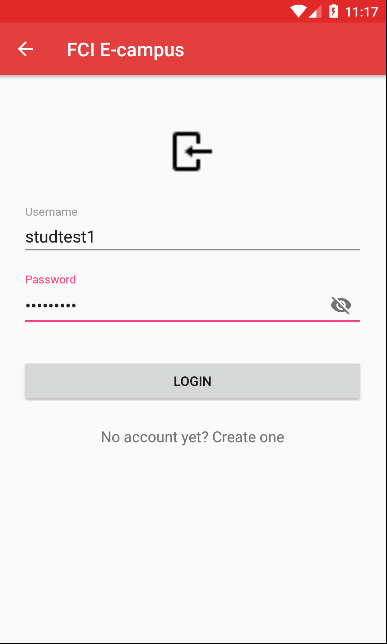 11:17
FCI E-campus
Username
studtest1
Password
•••••••••
LOGIN
No account yet? Create one